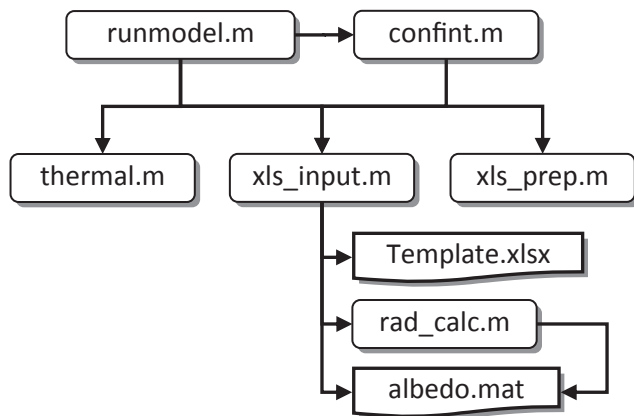 runmodel.m
confint.m
thermal.m
xls_input.m
xls_prep.m
Template.xlsx
rad_calc.m
albedo.mat